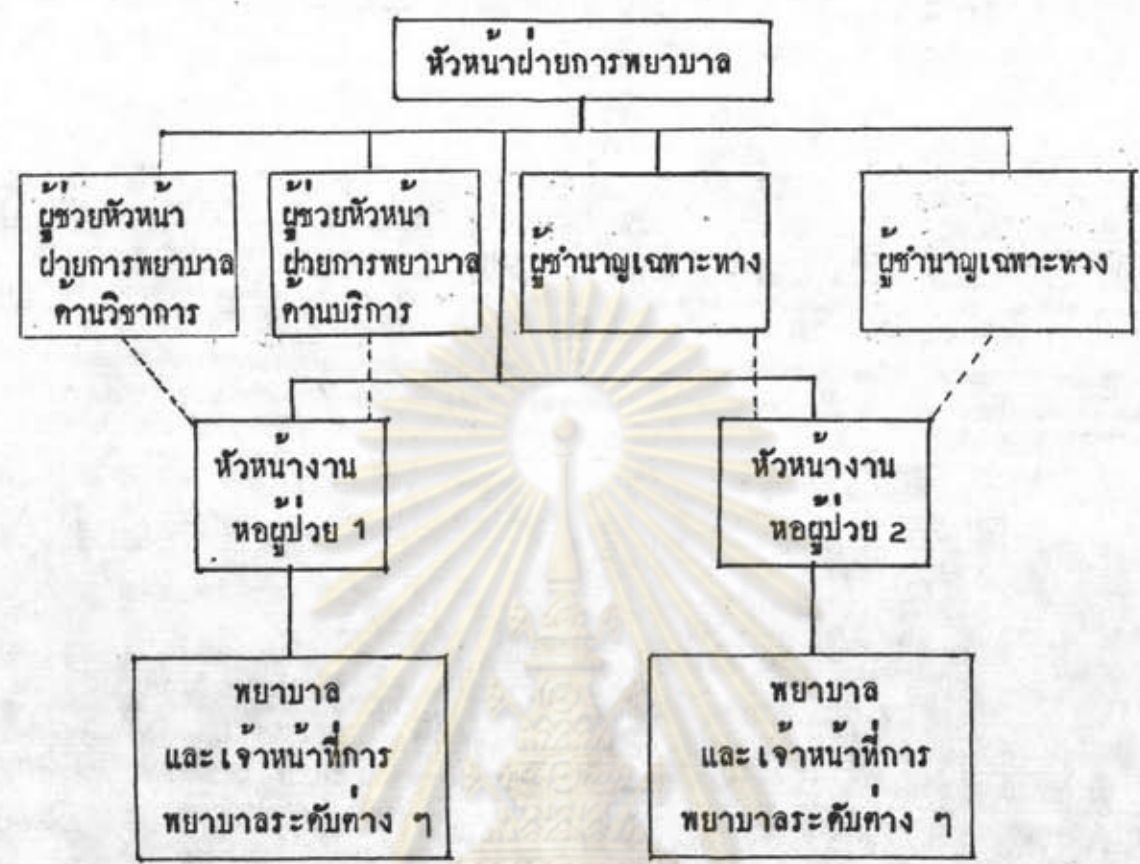 หัวหน้าฝ่ายการพยาบาล
ผู้ช่วยหัวหน้า
ฝ่ายการพยาบาล
ด้านวิชาการ
ผู้ช่วยหัวหน้า
ฝ่ายการพยาบาล
ด้านบริการ
ผู้ชำนาญเฉพาะทาง
ผู้ชำนาญเฉพาะทาง
หัวหน้างาน
หอผู้ป่วย 1
หัวหน้างาน
หอผู้ป่วย 2
พยาบาล
และเจ้าหน้าที่การ
พยาบาลระดับต่าง ๆ
พยาบาล
และเจ้าหน้าที่การ
พยาบาลระดับต่าง ๆ